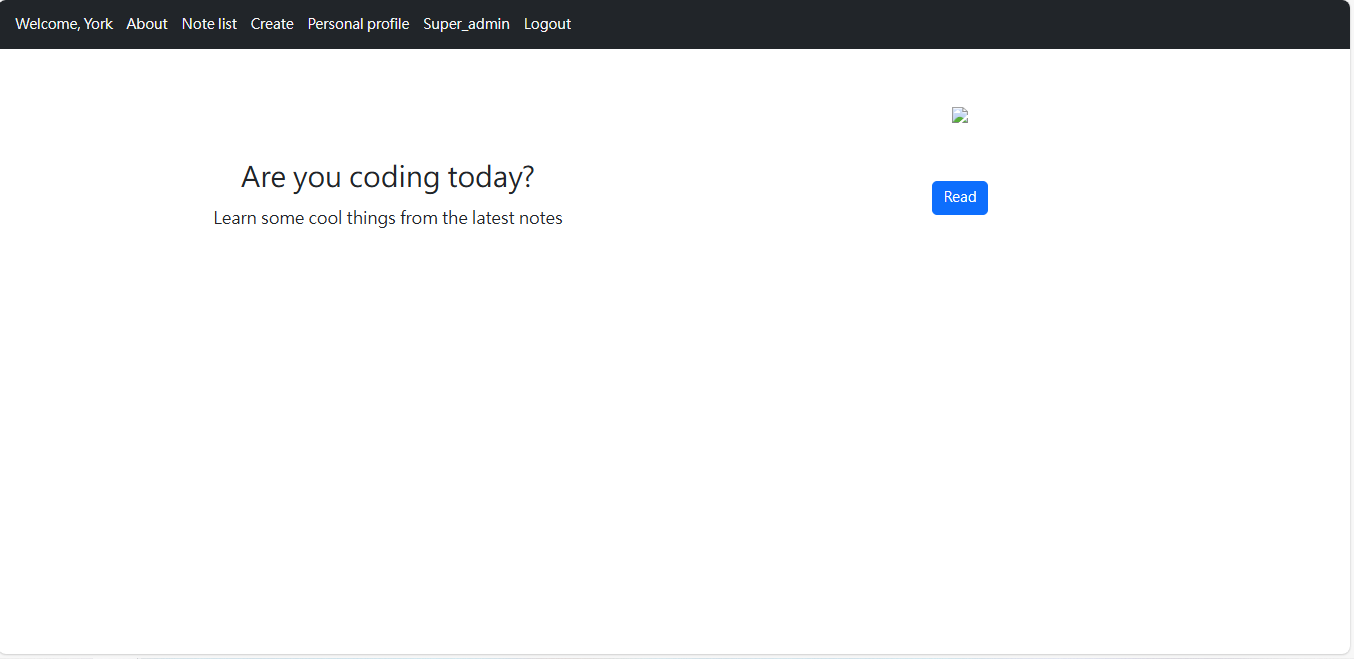 Welcome, York About Note list Create Personal profile Super_admin Logout
Are you coding today?
Learn some cool things from the latest notes
Read